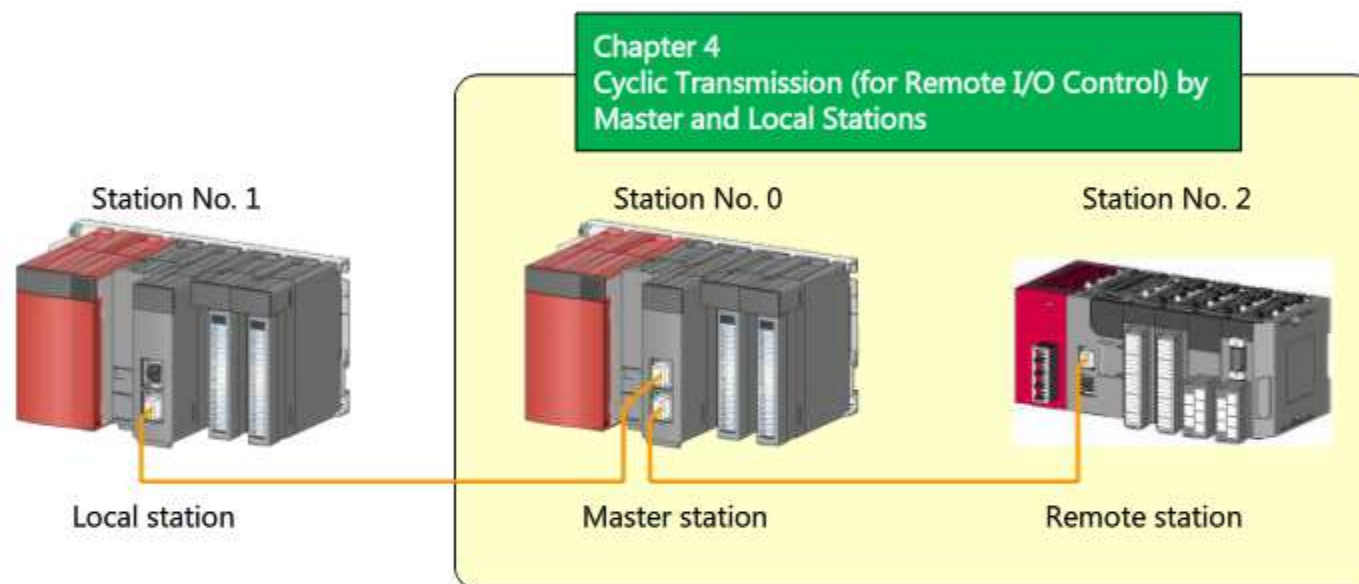 Chapter 4
Cyclic Transmission (for Remote I/O Control) by
Master and Local Stations
Station No. 1
Station No. 0
Station No. 2
Local station
Master station
Remote station